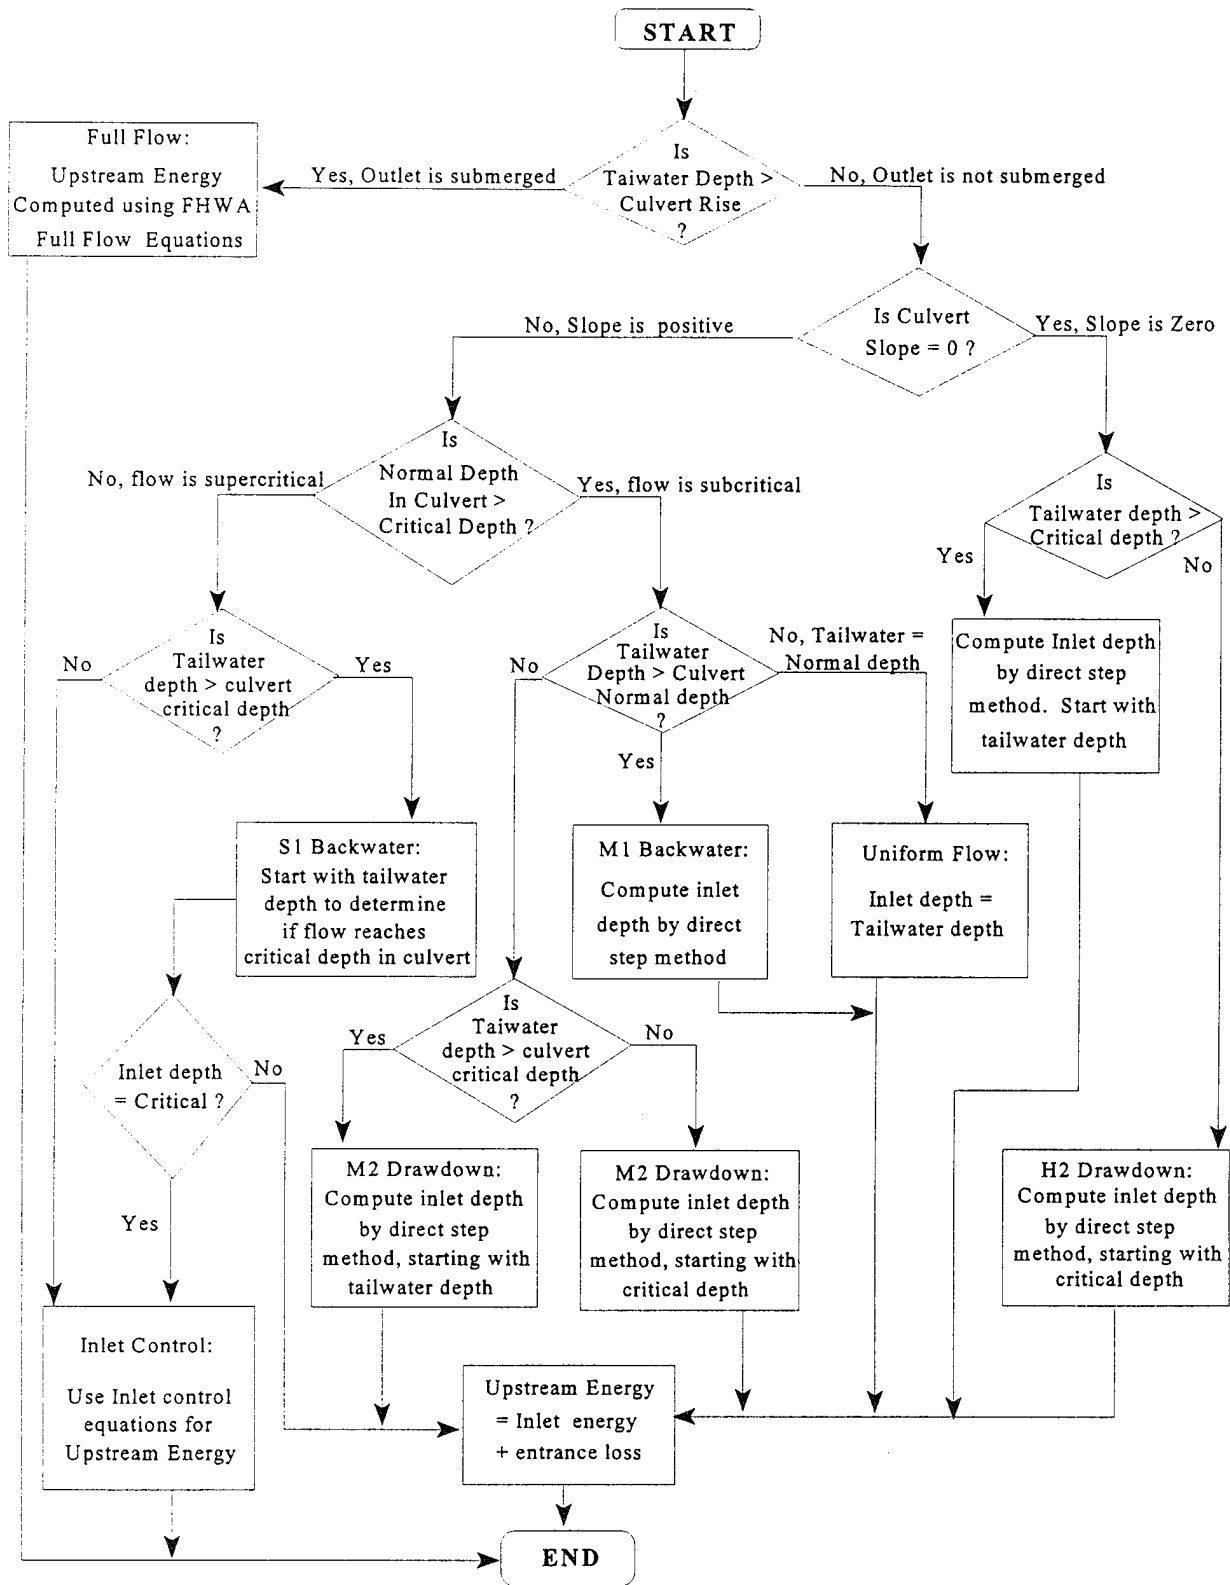 START
Full Flow:
Upstream Energy
Computed using FHWA
Full Flow Equations
Yes, Outlet is submerged
Is
Taiwater Depth >
Culvert Rise
?
No, Outlet is not submerged
No, Slope is positive
Is Culvert
Slope = 0 ?
Yes, Slope is Zero
No, flow is supercritical
Is
Normal Depth
In Culvert >
Critical Depth ?
Yes, flow is subcritical
Is
Tailwater depth >
Critical depth ?
Yes
No
No
Is
Tailwater
depth > culvert
critical depth
?
Yes
No
Is
Tailwater
Depth > Culvert
Normal depth
?
No, Tailwater =
Normal depth
Yes
Compute Inlet depth
by direct step
method. Start with
tailwater depth
S1 Backwater:
Start with tailwater
depth to determine
if flow reaches
critical depth in culvert
M1 Backwater:
Compute inlet
depth by direct
step method
Uniform Flow:
Inlet depth =
Tailwater depth
Inlet depth
= Critical ?
No
Yes
Yes
Is
Taiwater
depth > culvert
critical depth
?
No
M2 Drawdown:
Compute inlet depth
by direct step
method, starting with
tailwater depth
M2 Drawdown:
Compute inlet depth
by direct step
method, starting with
critical depth
H2 Drawdown:
Compute inlet depth
by direct step
method, starting with
critical depth
Inlet Control:
Use Inlet control
equations for
Upstream Energy
Upstream Energy
= Inlet energy
+ entrance loss
END